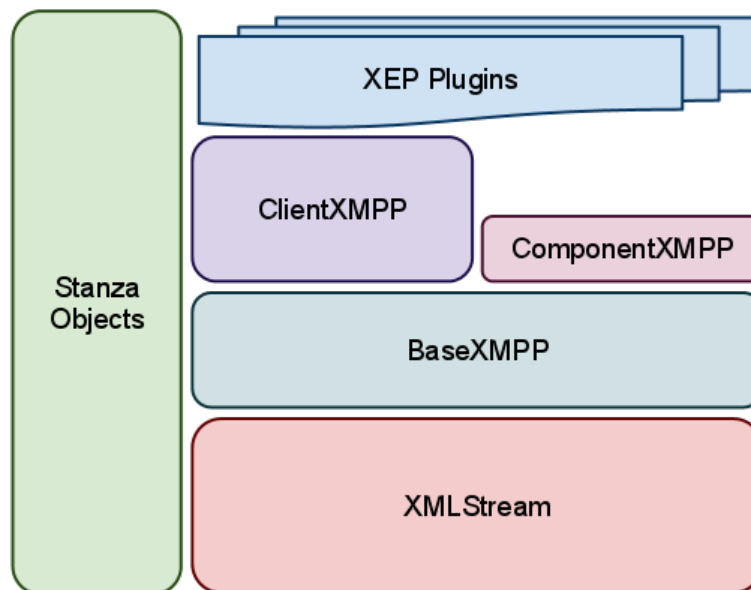 XEP Plugins
ClientXMPP
ComponentXMPP
Stanza
Objects
BaseXMPP
XMLStream